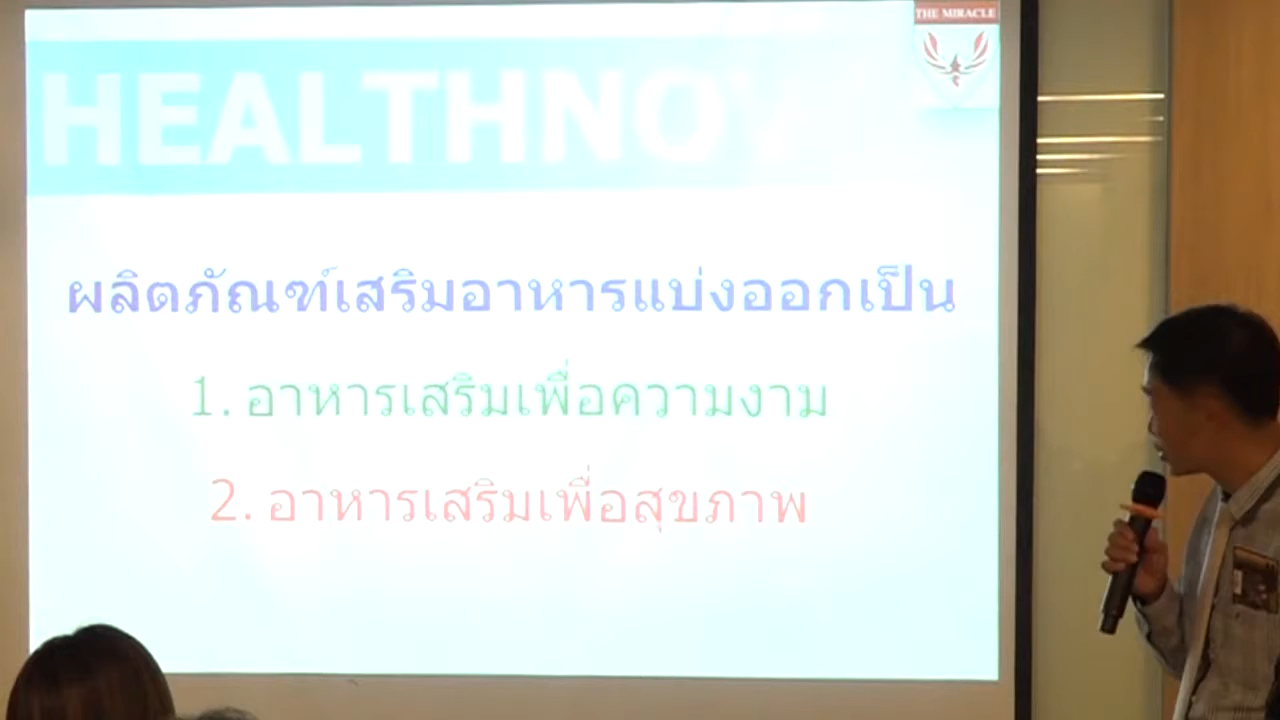 THE MIRACLE
ผลิตภัณฑ์เสริมอาหารแบ่งออกเป็น
1. อาหารเสริมเพื่อความงาม
2. อาหารเสริมเพื่อสุขภาพ